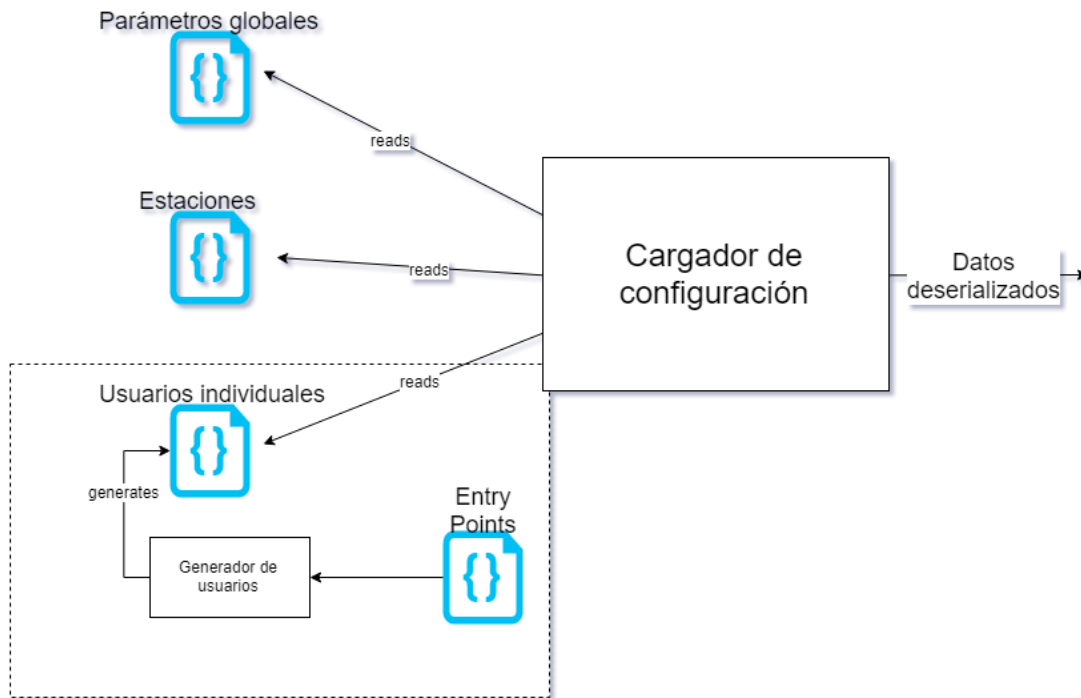 Parámetros globales
{}
reads
Estaciones
{}
reads
Cargador de
configuración
Datos
deserializados
reads
Usuarios individuales
{}
generates
Entry
Points
{}
Generador de
usuarios